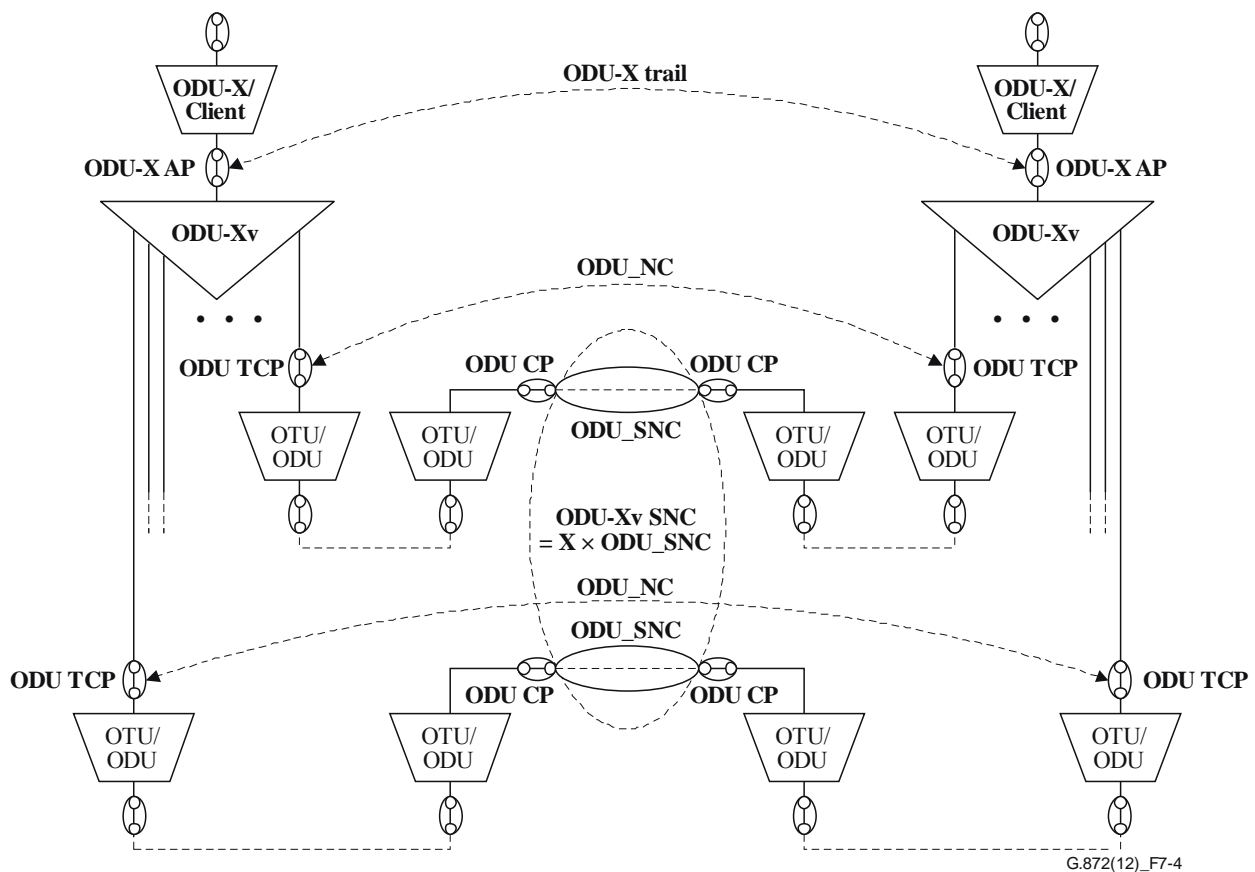 ODU-X trail
ODU-X/
Client
ODU-X/
Client
ODU-X AP
ODU-X AP
ODU-Xv
ODU-Xv
ODU_NC
• • •
• • •
ODU TCP
ODU CP
ODU CP
ODU TCP
ODU_SNC
OTU/
ODU
OTU/
ODU
OTU/
ODU
OTU/
ODU
ODU-Xv SNC
= X × ODU_SNC
ODU_NC
ODU_SNC
ODU TCP
ODU CP
ODU CP
ODU TCP
OTU/
ODU
OTU/
ODU
OTU/
ODU
OTU/
ODU
G.872(12)_F7-4